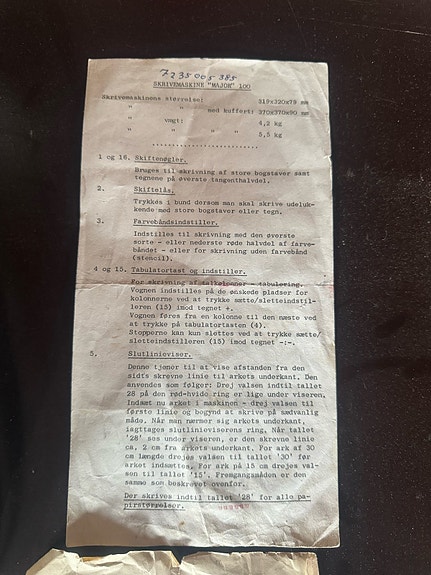 7235005385
SKRIVEMASKINE "MAJOR" 100
Skrivemaskinens størrelse: 319x320x79 mm
" med kuffert: 370x370x90 mm
" vægt: 4,2 kg
" " " 5,5 kg
..........................
1 og 16. Skiftenøgler.
Bruges til skrivning af store bogstaver samt
tegnene på øverste tangenthalvdel.
2. Skiftelås.
Trykkes i bund dersom man skal skrive udeluk-
kende med store bogstaver eller tegn.
3. Farvebåndsindstiller.
Indstilles til skrivning med den øverste
sorte - eller nederste røde halvdel af farve-
båndet - eller for skrivning uden farvebånd
(stencil).
4 og 15. Tabulatortast og indstiller.
For skrivning af talkolonner - tabulering.
Vognen indstilles på de ønskede pladser for
kolonnerne ved at trykke sætte/sletteindstil-
leren (15) imod tegnet +.
Vognen føres fra en kolonne til den næste ved
at trykke på tabulatortasten (4).
Stopperne kan kun slettes ved at trykke sætte/
sletteindstilleren (15) imod tegnet -:-.
5. Slutlinieviser.
Denne tjener til at vise afstanden fra den
sidst skrevne linie til arkets underkant. Den
anvendes som følger: Drej valsen indtil tallet
28 på den rød-hvide ring er lige under viseren,
indsæt nu arket i maskinen - drej valsen til
første linie og begynd at skrive på sædvanlig
måde. Når man nærmer sig arkets underkant,
iagttages slutlinieviserens ring. Når tallet
'28' ses under viseren, er den skrevne linie
ca. 2 cm fra arkets underkant. For ark af 30
cm længde drejes valsen til tallet '30' før
arket indsættes. For ark på 15 cm drejes val-
sen til tallet '15'. Fremgangsmåden er den
samme som beskrevet ovenfor.
Der skrives indtil tallet '28' for alle pa-
pirstørrelser.